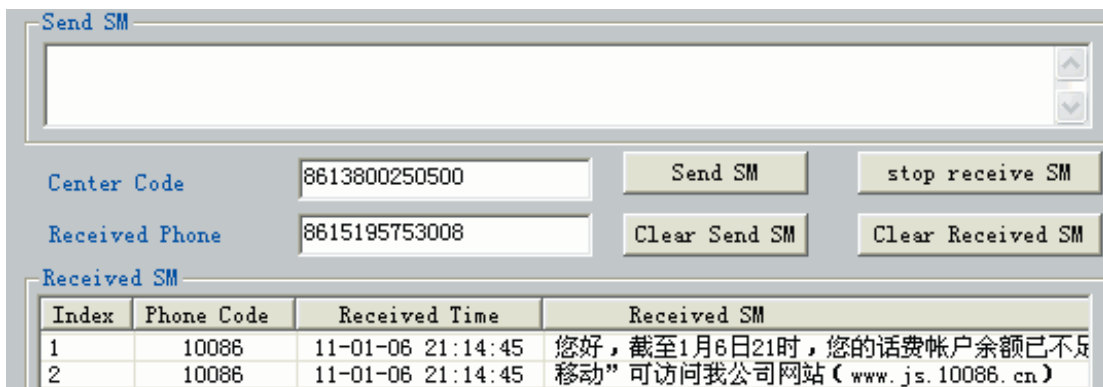 Send SM
Center Code 8613800250500 Send SM stop receive SM
Received Phone 8615195753008 Clear Send SM Clear Received SM
Received SM
Index Phone Code Received Time Received SM
1 10086 11-01-06 21:14:45 您好，截至1月6日21时，您的话费帐户余额已不足
2 10086 11-01-06 21:14:45 移动”可访问我公司网站（www.js.10086.cn）